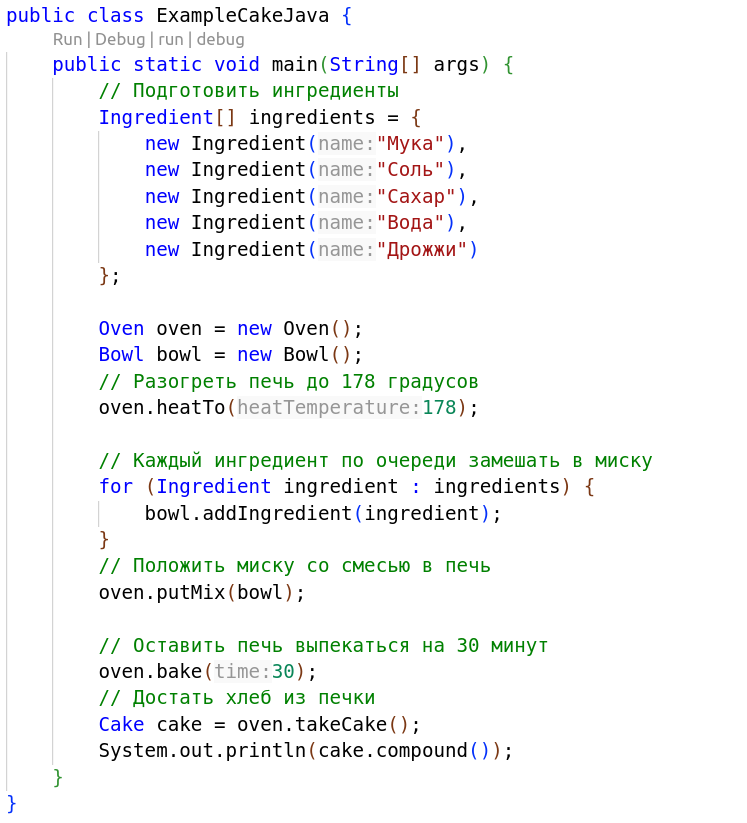 public class ExampleCakeJava {
Run | Debug | run | debug
public static void main(String[] args) {
// Подготовить ингредиенты
Ingredient[] ingredients = {
new Ingredient(name:"Мука"),
new Ingredient(name:"Соль"),
new Ingredient(name:"Сахар"),
new Ingredient(name:"Вода"),
new Ingredient(name:"Дрожжи")
};
Oven oven = new Oven();
Bowl bowl = new Bowl();
// Разогреть печь до 178 градусов
oven.heatTo(heatTemperature:178);
// Каждый ингредиент по очереди замешать в миску
for (Ingredient ingredient : ingredients) {
bowl.addIngredient(ingredient);
}
// Положить миску со смесью в печь
oven.putMix(bowl);
// Оставить печь выпекаться на 30 минут
oven.bake(time:30);
// Достать хлеб из печки
Cake cake = oven.takeCake();
System.out.println(cake.compound());
}
}